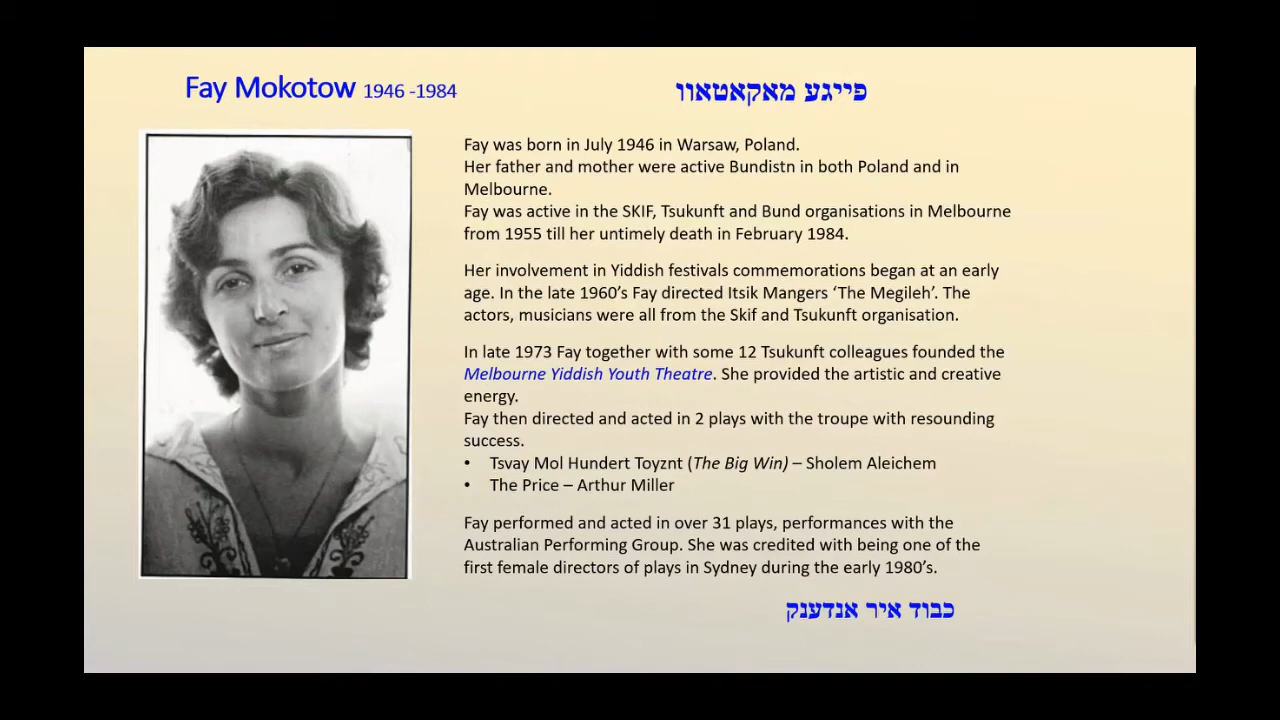 Fay Mokotow 1946 -1984
פייגע מאקאטאוו
Fay was born in July 1946 in Warsaw, Poland.
Her father and mother were active Bundistn in both Poland and in
Melbourne.
Fay was active in the SKIF, Tsukunft and Bund organisations in Melbourne
from 1955 till her untimely death in February 1984.
Her involvement in Yiddish festivals commemorations began at an early
age. In the late 1960’s Fay directed Itsik Mangers ‘The Megileh’. The
actors, musicians were all from the Skif and Tsukunft organisation.
In late 1973 Fay together with some 12 Tsukunft colleagues founded the
Melbourne Yiddish Youth Theatre. She provided the artistic and creative
energy.
Fay then directed and acted in 2 plays with the troupe with resounding
success.
• Tsvay Mol Hundert Toyznt (The Big Win) – Sholem Aleichem
• The Price – Arthur Miller
Fay performed and acted in over 31 plays, performances with the
Australian Performing Group. She was credited with being one of the
first female directors of plays in Sydney during the early 1980’s.
כבוד איר אנדענק